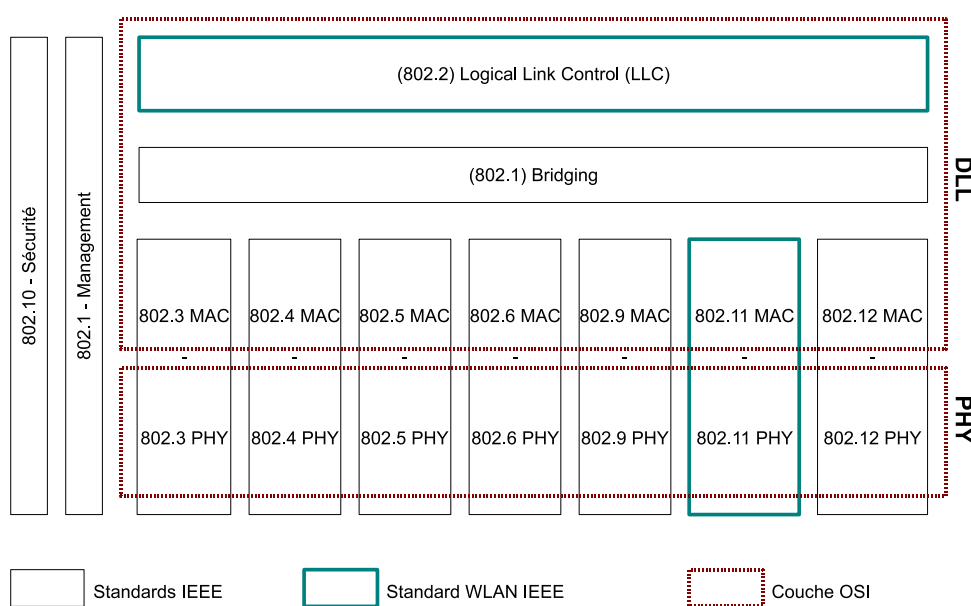 (802.2) Logical Link Control (LLC)
(802.1) Bridging
DLL
802.10 - Sécurité
802.1 - Management
802.3 MAC
802.4 MAC
802.5 MAC
802.6 MAC
802.9 MAC
802.11 MAC
802.12 MAC
-
-
-
-
-
-
-
802.3 PHY
802.4 PHY
802.5 PHY
802.6 PHY
802.9 PHY
802.11 PHY
802.12 PHY
PHY
Standards IEEE
Standard WLAN IEEE
Couche OSI